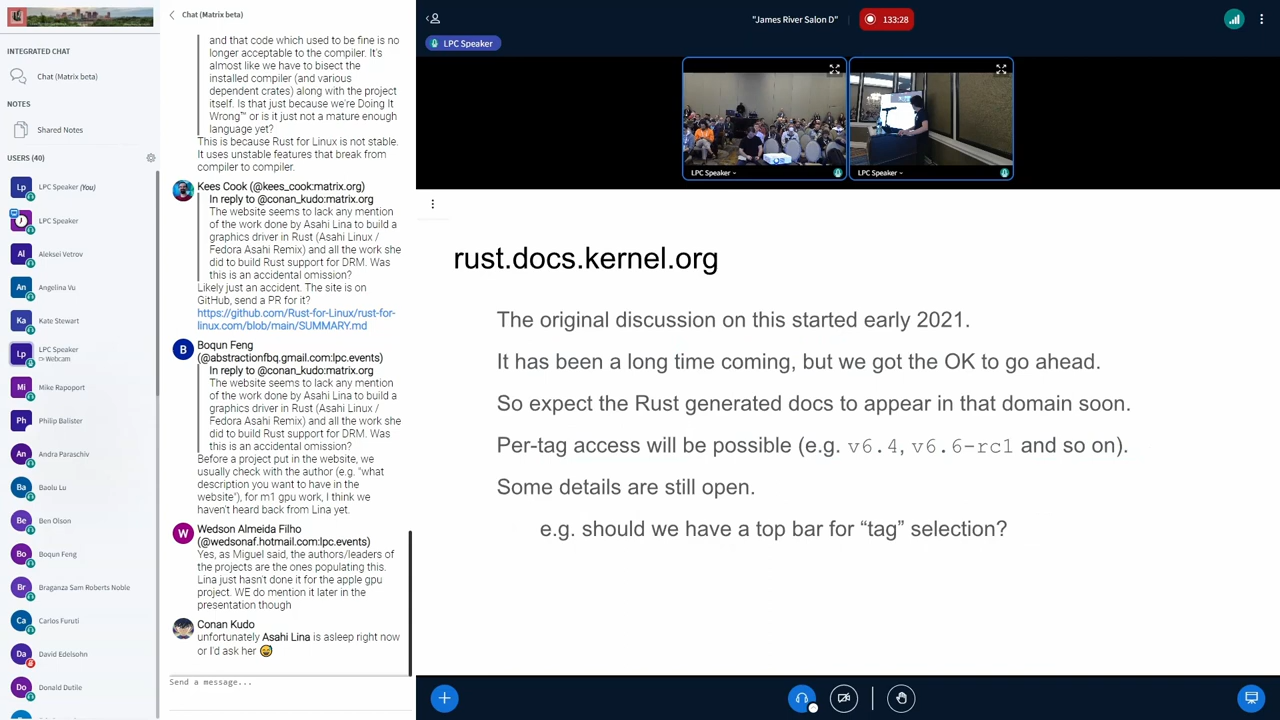 INTEGRATED CHAT
Chat (Matrix beta)
NOTES
Shared Notes
USERS (40)
Lp
LPC Speaker (You)
LPC Speaker
Al
Aleksei Vetrov
An
Angelina Vu
Ka
Kate Stewart
Lp
LPC Speaker
Webcam
Mi
Mike Rapoport
Ph
Philip Balister
An
Andra Paraschiv
Ba
Baolu Lu
Be
Ben Olson
Bo
Boqun Feng
Br
Braganza Sam Roberts Noble
Ca
Carlos Furuti
Da
David Edelsohn
Do
Donald Dutile
Chat (Matrix beta)
and that code which used to be fine is no
longer acceptable to the compiler. It's
almost like we have to bisect the
installed compiler (and various
dependent crates) along with the project
itself. Is that just because we're Doing It
Wrong™ or is it just not a mature enough
language yet?
This is because Rust for Linux is not stable.
It uses unstable features that break from
compiler to compiler.
Kees Cook (@kees_cook:matrix.org)
In reply to @conan_kudo:matrix.org
The website seems to lack any mention
of the work done by Asahi Lina to build a
graphics driver in Rust (Asahi Linux /
Fedora Asahi Remix) and all the work she
did to build Rust support for DRM. Was
this is an accidental omission?
Likely just an accident. The site is on
GitHub, send a PR for it?
https://github.com/Rust-for-Linux/rust-for-
linux.com/blob/main/SUMMARY.md
B
Boqun Feng
(@abstractionfbq.gmail.com:lpc.events)
In reply to @conan_kudo:matrix.org
The website seems to lack any mention
of the work done by Asahi Lina to build a
graphics driver in Rust (Asahi Linux /
Fedora Asahi Remix) and all the work she
did to build Rust support for DRM. Was
this is an accidental omission?
Before a project put in the website, we
usually check with the author (e.g. "what
description you want to have in the
website"), for m1 gpu work, I think we
haven't heard back from Lina yet.
W
Wedson Almeida Filho
(@wedsonaf.hotmail.com:lpc.events)
Yes, as Miguel said, the authors/leaders of
the projects are the ones populating this.
Lina just hasn't done it for the apple gpu
project. WE do mention it later in the
presentation though
Conan Kudo
unfortunately Asahi Lina is asleep right now
or I'd ask her
Send a message...
"James River Salon D"
133:28
LPC Speaker
LPC Speaker
LPC Speaker
rust.docs.kernel.org
The original discussion on this started early 2021.
It has been a long time coming, but we got the OK to go ahead.
So expect the Rust generated docs to appear in that domain soon.
Per-tag access will be possible (e.g. v6.4, v6.6-rc1 and so on).
Some details are still open.
e.g. should we have a top bar for “tag” selection?